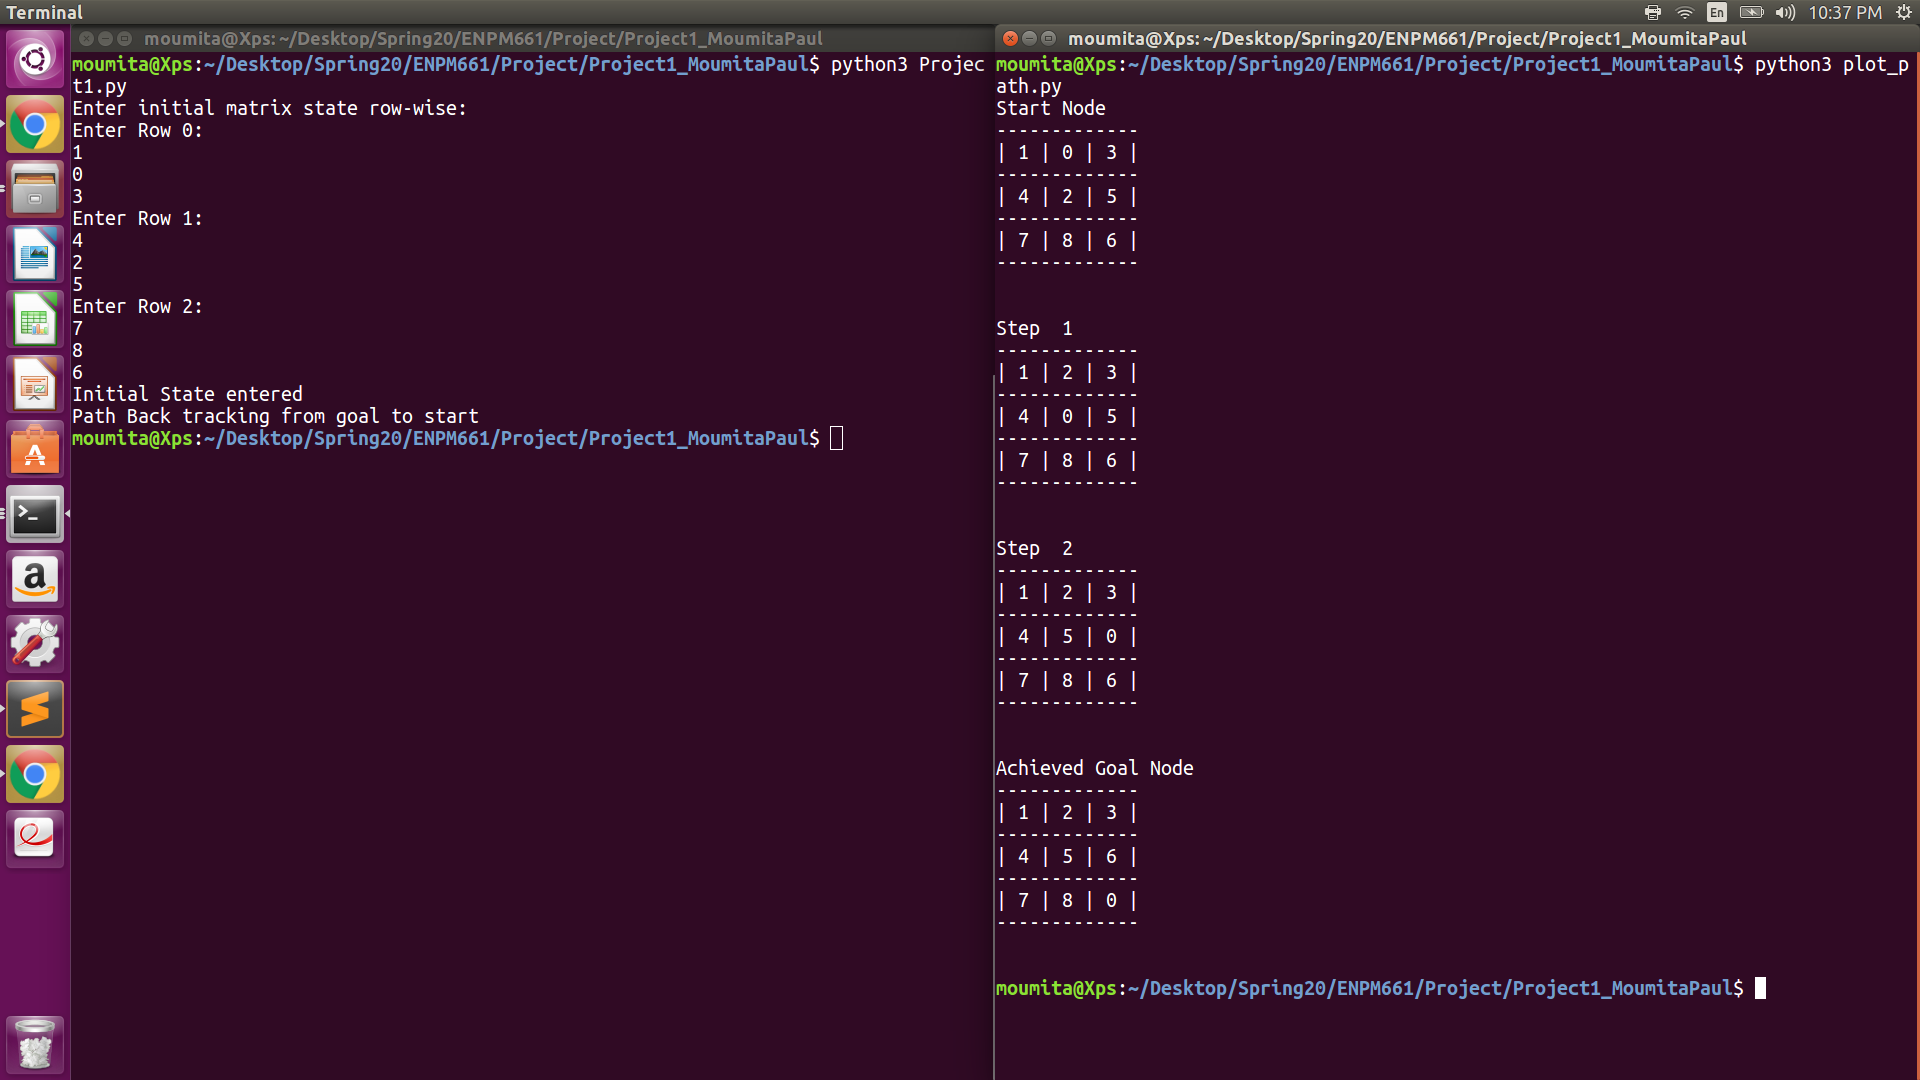 Terminal
En
10:37 PM
moumita@Xps: ~/Desktop/Spring20/ENPM661/Project/Project1_MoumitaPaul
moumita@Xps:~/Desktop/Spring20/ENPM661/Project/Project1_MoumitaPaul$ python3 Projec
t1.py
Enter initial matrix state row-wise:
Enter Row 0:
1
0
3
Enter Row 1:
4
2
5
Enter Row 2:
7
8
6
Initial State entered
Path Back tracking from goal to start
moumita@Xps:~/Desktop/Spring20/ENPM661/Project/Project1_MoumitaPaul$
moumita@Xps: ~/Desktop/Spring20/ENPM661/Project/Project1_MoumitaPaul
moumita@Xps:~/Desktop/Spring20/ENPM661/Project/Project1_MoumitaPaul$ python3 plot_p
ath.py
Start Node
-------------
| 1 | 0 | 3 |
-------------
| 4 | 2 | 5 |
-------------
| 7 | 8 | 6 |
-------------
Step  1
-------------
| 1 | 2 | 3 |
-------------
| 4 | 0 | 5 |
-------------
| 7 | 8 | 6 |
-------------
Step  2
-------------
| 1 | 2 | 3 |
-------------
| 4 | 5 | 0 |
-------------
| 7 | 8 | 6 |
-------------
Achieved Goal Node
-------------
| 1 | 2 | 3 |
-------------
| 4 | 5 | 6 |
-------------
| 7 | 8 | 0 |
-------------
moumita@Xps:~/Desktop/Spring20/ENPM661/Project/Project1_MoumitaPaul$